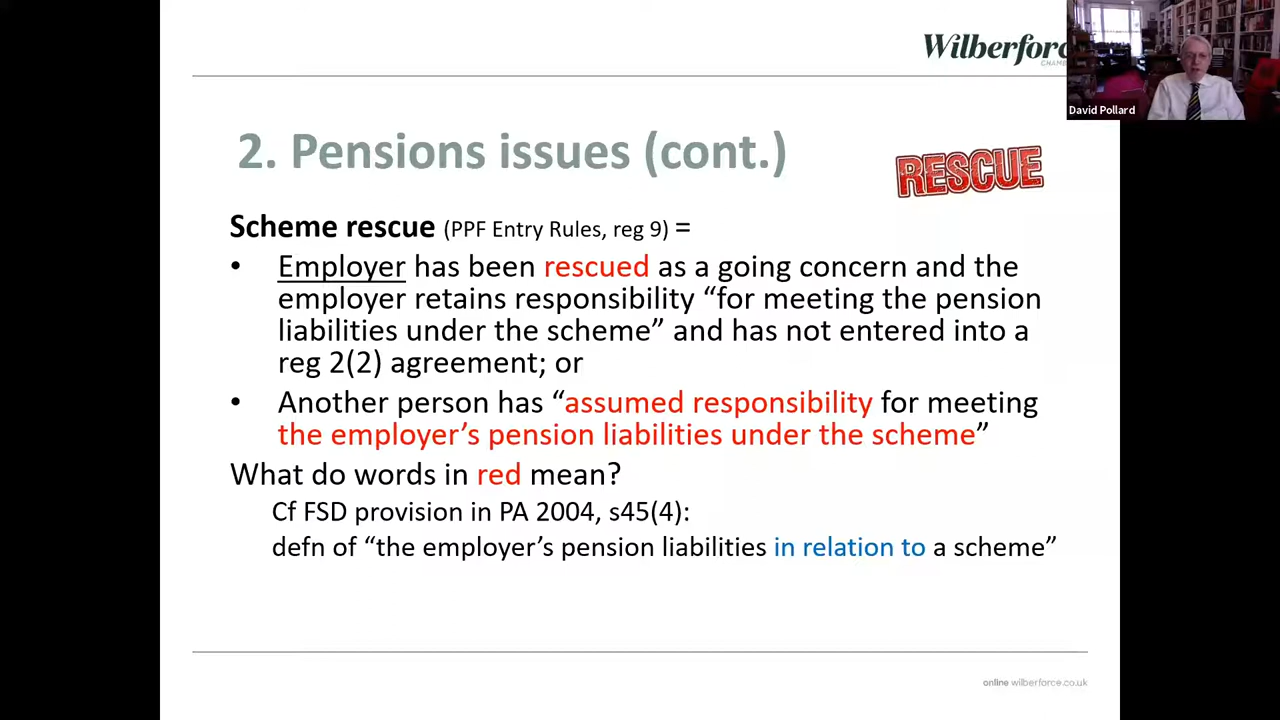 Wilberforc
CHAM
David Pollard
2. Pensions issues (cont.)
RESCUE
Scheme rescue (PPF Entry Rules, reg 9) =
• Employer has been rescued as a going concern and the
employer retains responsibility “for meeting the pension
liabilities under the scheme” and has not entered into a
reg 2(2) agreement; or
• Another person has “assumed responsibility for meeting
the employer’s pension liabilities under the scheme”
What do words in red mean?
Cf FSD provision in PA 2004, s45(4):
defn of “the employer’s pension liabilities in relation to a scheme”
online wilberforce.co.uk